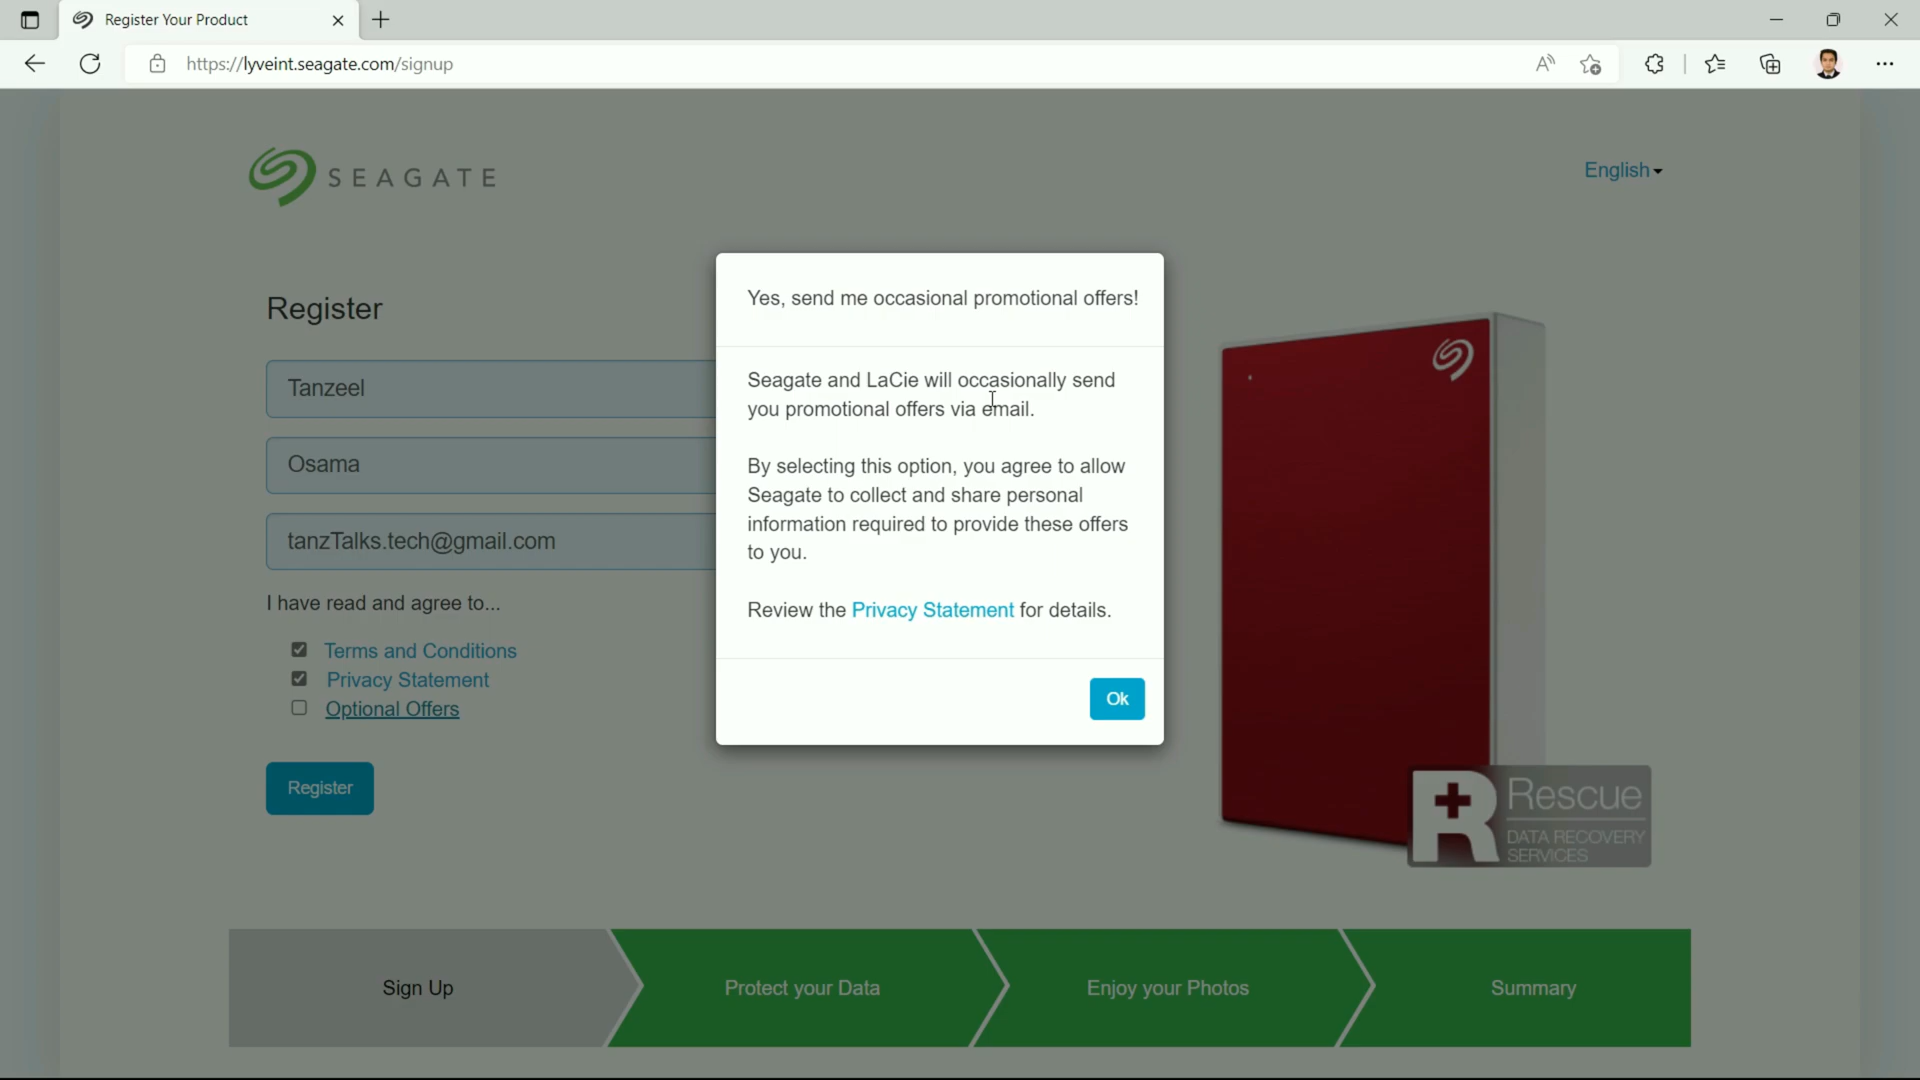 Register Your Product
https://lyveint.seagate.com/signup
SEAGATE
English
Register
Tanzeel
Osama
tanzTalks.tech@gmail.com
I have read and agree to...
Terms and Conditions
Privacy Statement
Optional Offers
Register
Yes, send me occasional promotional offers!
Seagate and LaCie will occasionally send
you promotional offers via email.
By selecting this option, you agree to allow
Seagate to collect and share personal
information required to provide these offers
to you.
Review the Privacy Statement for details.
Ok
R Rescue
DATA RECOVERY
SERVICES
Sign Up
Protect your Data
Enjoy your Photos
Summary